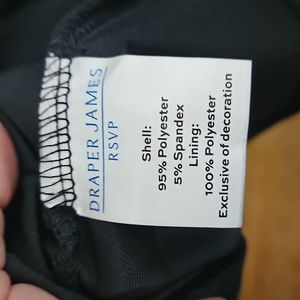 DRAPER JAMES
RSVP
Shell:
95% Polyester
5% Spandex
Lining:
100% Polyester
Exclusive of decoration